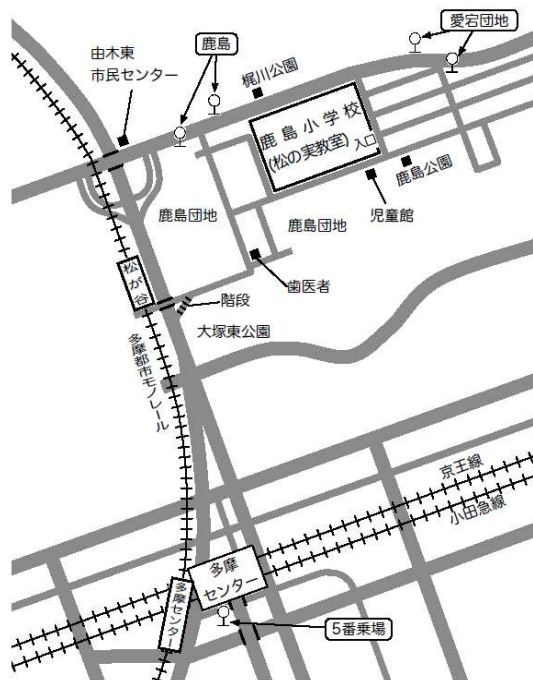 愛宕団地
鹿島
由木東
市民センター
梶川公園
鹿島小学校
(松の実教室)
入口
鹿島公園
児童館
鹿島団地
鹿島団地
歯医者
松が谷
階段
大塚東公園
多摩都市モノレール
京王線
小田急線
多摩
センター
多摩センター
5番乗場